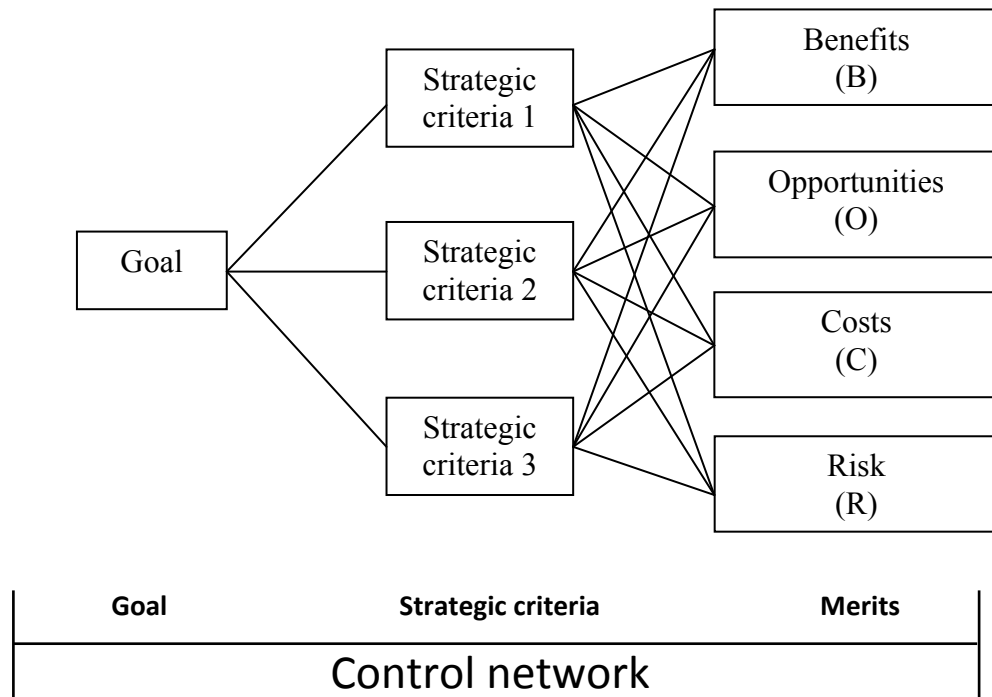 Goal
Strategic
criteria 1
Strategic
criteria 2
Strategic
criteria 3
Benefits
(B)
Opportunities
(O)
Costs
(C)
Risk
(R)
Goal
Strategic criteria
Merits
Control network